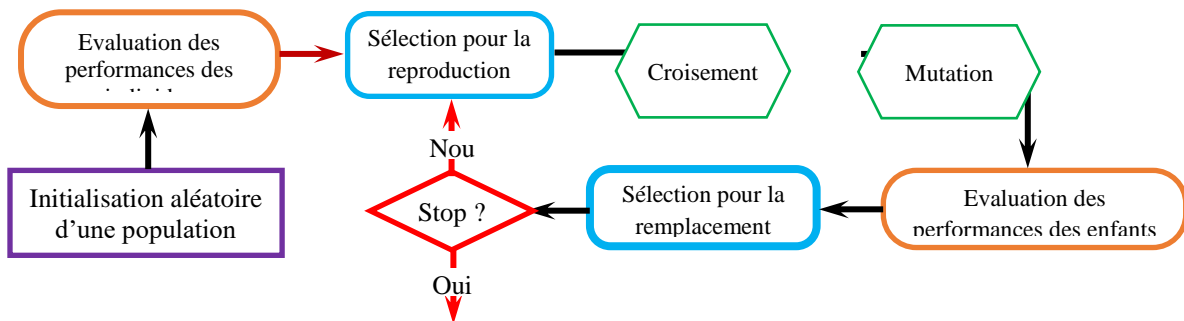 Evaluation des
performances des
Sélection pour la
reproduction
Croisement
Mutation
Nou
Initialisation aléatoire
d’une population
Stop ?
Sélection pour la
remplacement
Evaluation des
performances des enfants
Oui